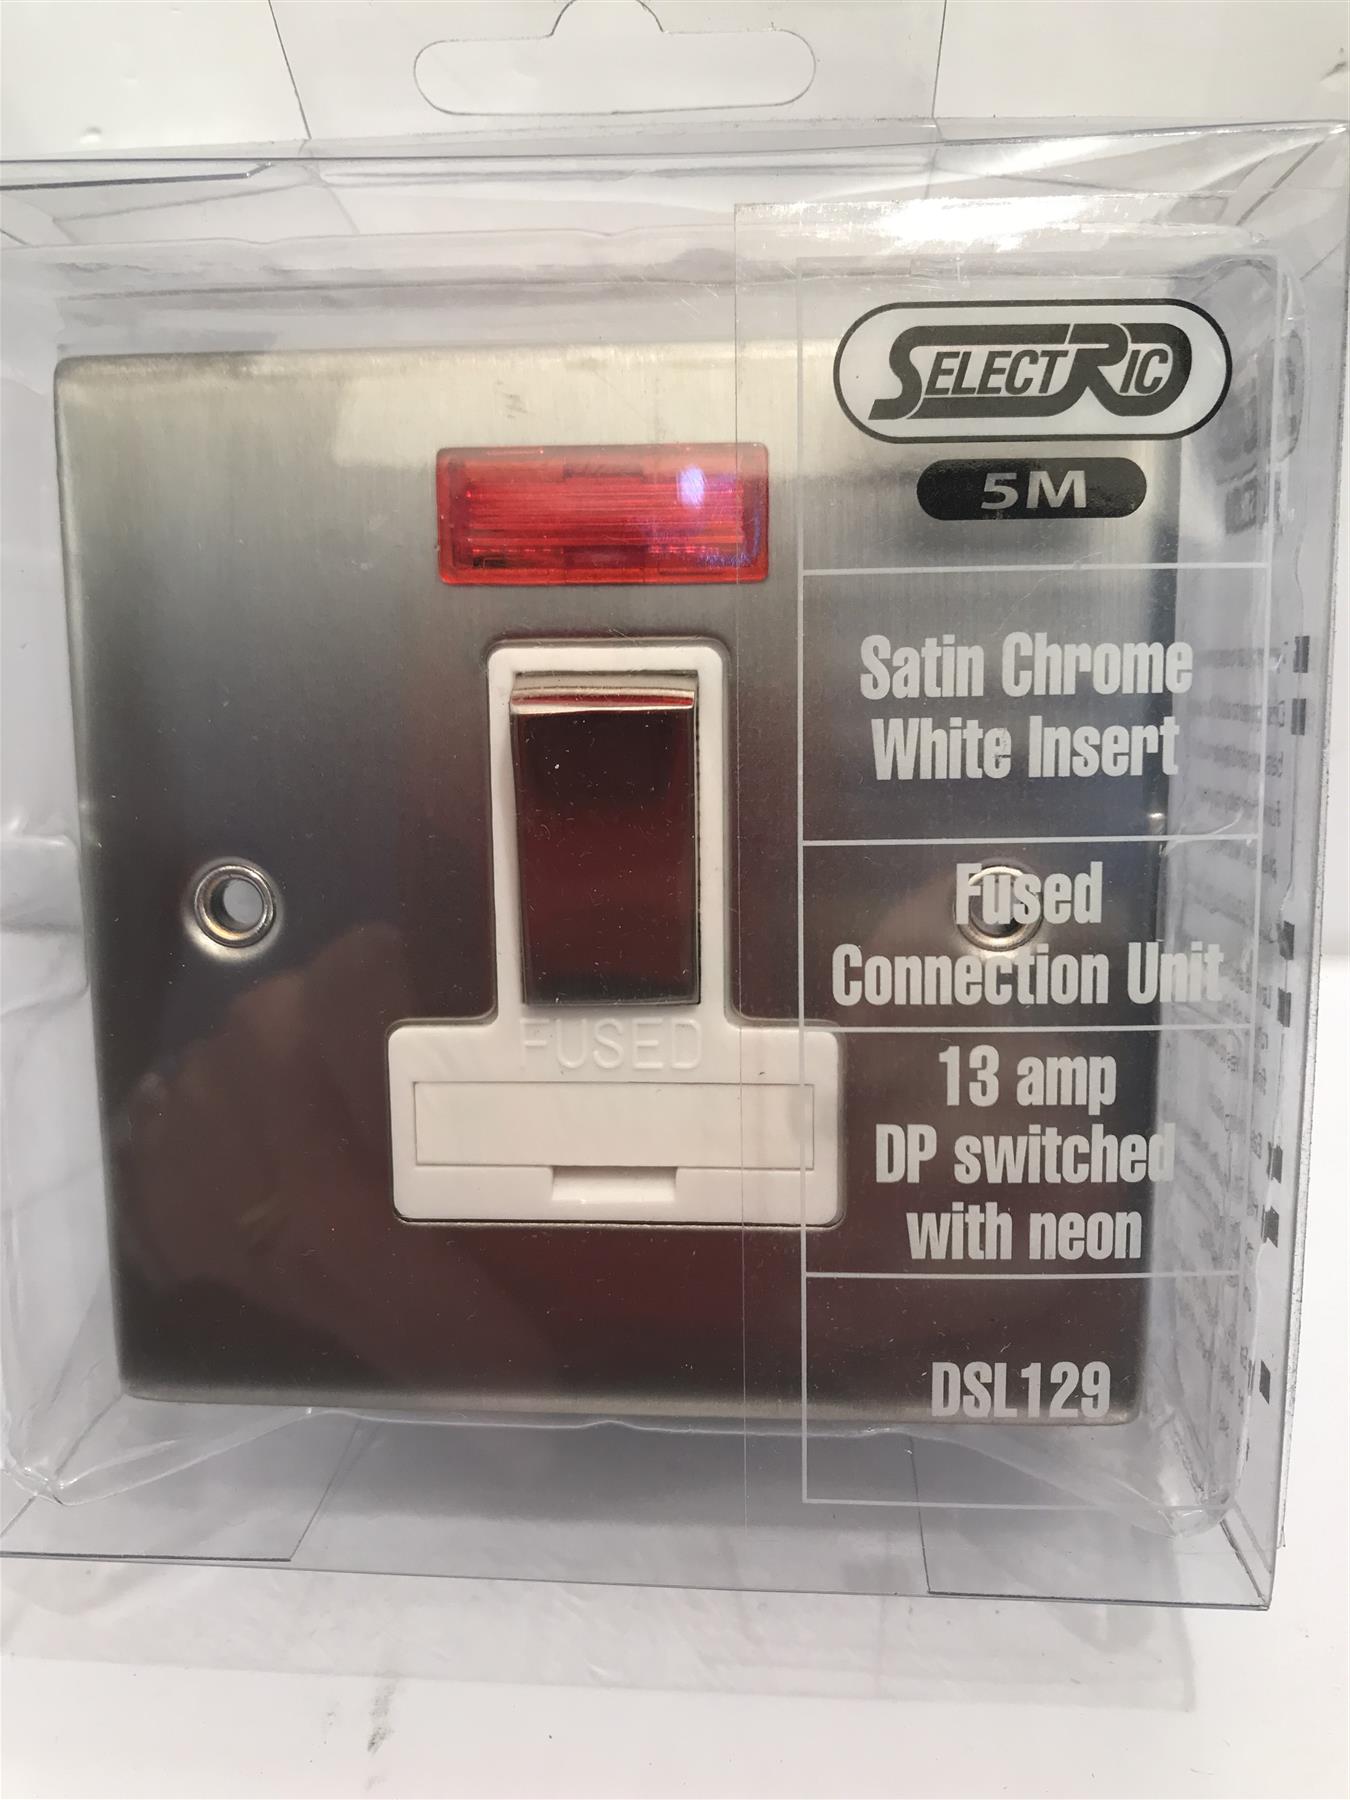 SELECTRIC
5M
Satin Chrome
White Insert
Fused
Connection Unit
FUSED
13 amp
DP switched
with neon
DSL129